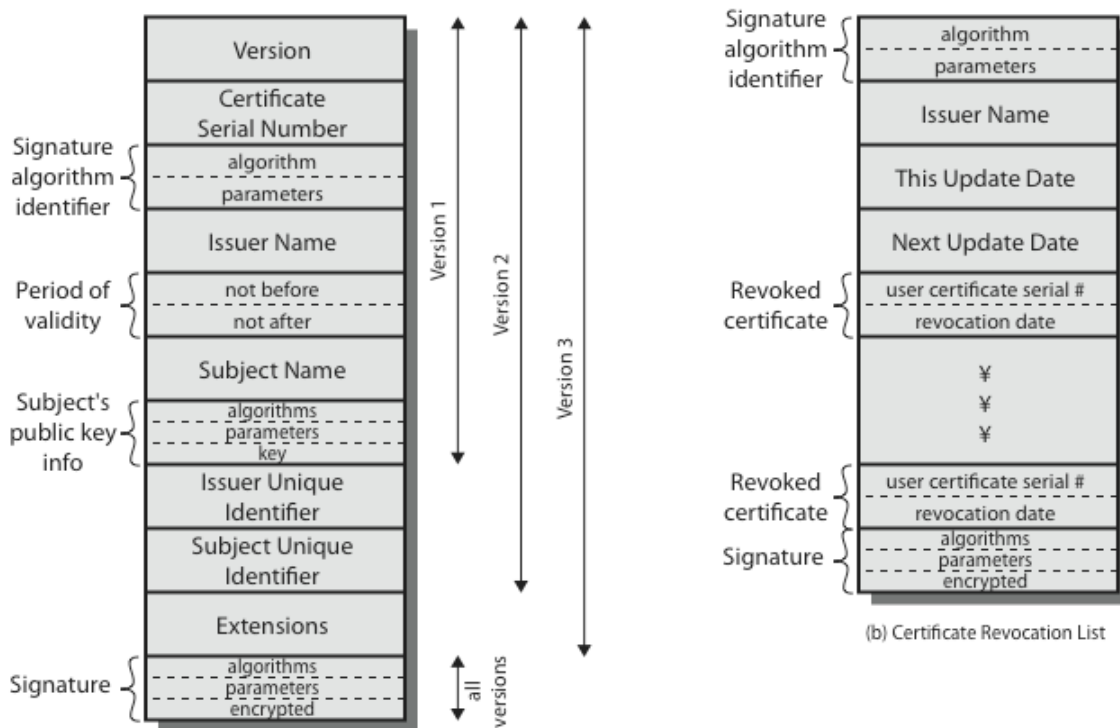 Version
Certificate
Serial Number
Signature
algorithm
identifier
algorithm
parameters
Issuer Name
Period of
validity
not before
not after
Subject Name
Subject's
public key
info
algorithms
parameters
key
Issuer Unique
Identifier
Subject Unique
Identifier
Extensions
Signature
algorithms
parameters
encrypted
Version 1
Version 2
Version 3
all
versions
Signature
algorithm
identifier
algorithm
parameters
Issuer Name
This Update Date
Next Update Date
Revoked
certificate
user certificate serial #
revocation date
¥
¥
¥
Revoked
certificate
user certificate serial #
revocation date
Signature
algorithms
parameters
encrypted
(b) Certificate Revocation List